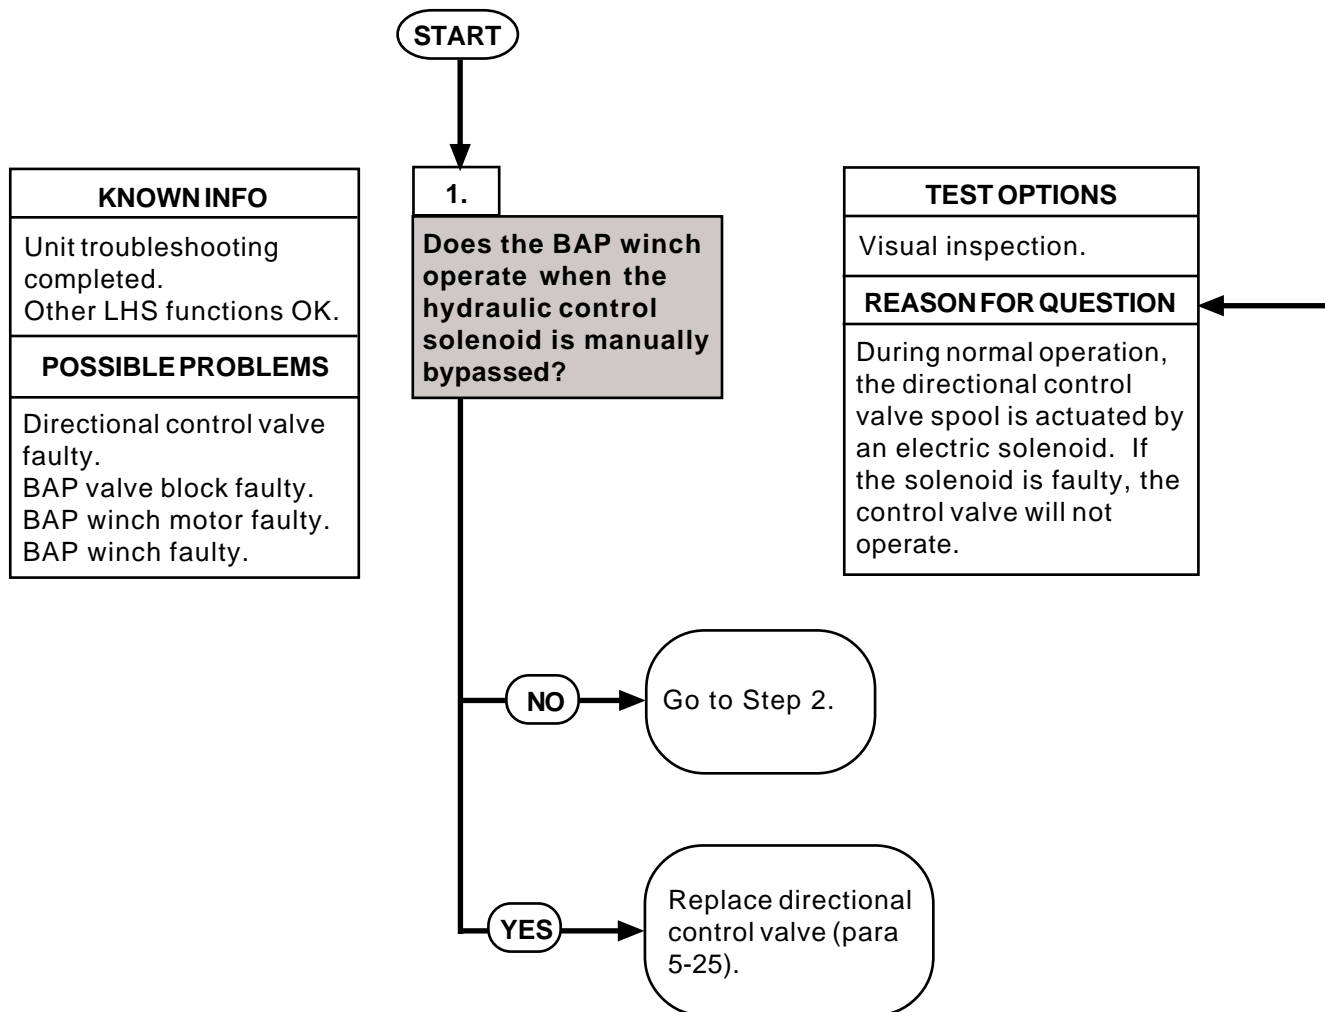 START
KNOWN INFO
Unit troubleshooting
completed.
Other LHS functions OK.
POSSIBLE PROBLEMS
Directional control valve
faulty.
BAP valve block faulty.
BAP winch motor faulty.
BAP winch faulty.
1.
Does the BAP winch
operate when the
hydraulic control
solenoid is manually
bypassed?
TEST OPTIONS
Visual inspection.
REASON FOR QUESTION
During normal operation,
the directional control
valve spool is actuated by
an electric solenoid. If
the solenoid is faulty, the
control valve will not
operate.
NO
Go to Step 2.
YES
Replace directional
control valve (para
5-25).